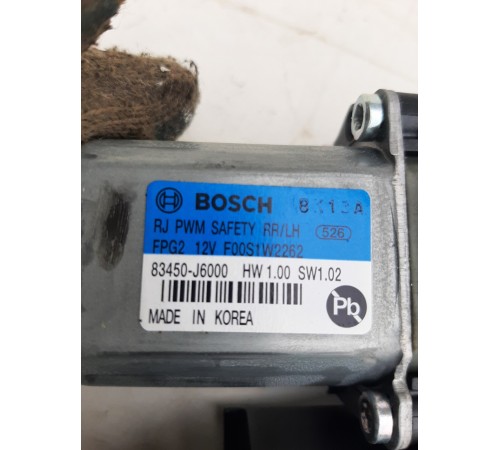 BOSCH
RJ PWM SAFETY RR/LH 526
FPG2 12V F00S1W2262
83450-J6000 HW 1.00 SW1.02
Pb
MADE IN KOREA